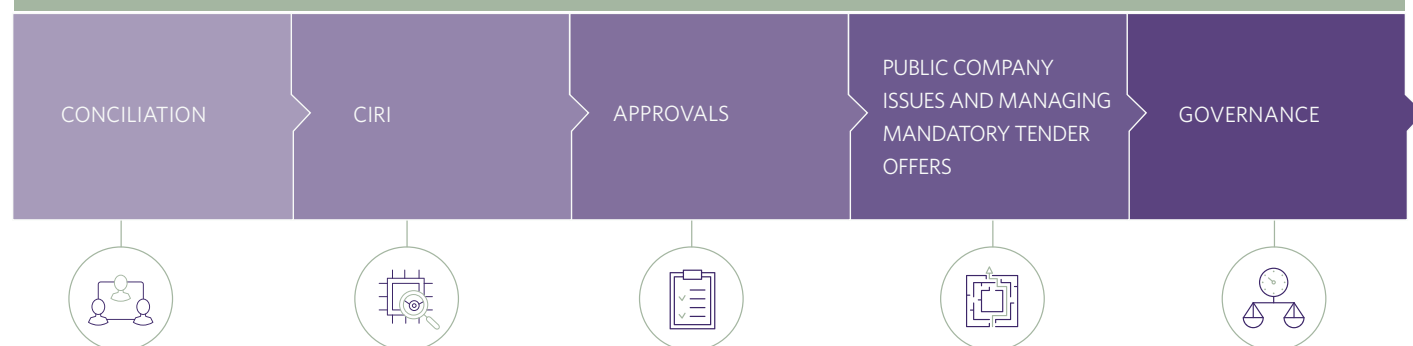 CONCILIATION
CIRI
APPROVALS
PUBLIC COMPANY
ISSUES AND MANAGING
MANDATORY TENDER
OFFERS
GOVERNANCE